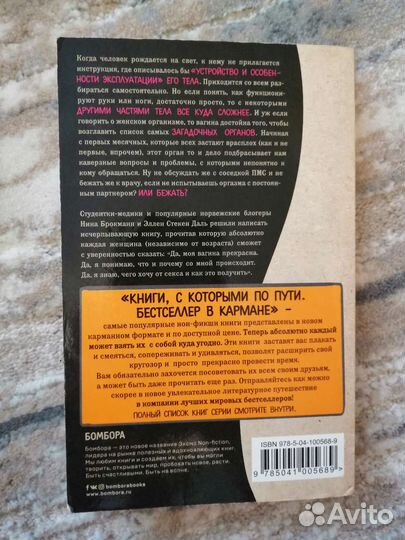 Когда человек рождается на свет, к нему не прилагается
инструкция, где описывалось бы «УСТРОЙСТВО И ОСОБЕН-
НОСТИ ЭКСПЛУАТАЦИИ» ЕГО ТЕЛА. Приходится со всем раз-
бираться самостоятельно. Но если понять, как функциони-
руют руки или ноги, достаточно просто, то с некоторыми
ДРУГИМИ ЧАСТЯМИ ТЕЛА ВСЕ КУДА СЛОЖНЕЕ. И уж если
говорить о женском организме, то вагина достойна того, чтобы
возглавить список самых ЗАГАДОЧНЫХ ОРГАНОВ. Начиная
с первых месячных, которые всех застают врасплох (как и не
первые, впрочем), этот орган то и дело подбрасывает нам
каверзные вопросы и проблемы, с которыми непонятно и
кому обращаться. Ну не обсуждать же с соседкой ПМС и не
бежать же к врачу, если не испытываешь оргазма с постоян-
ным партнером? ИЛИ БЕЖАТЬ?
Студентки-медики и популярные норвежские блогеры
Нина Брокманн и Эллен Стекен Даль решили написать
исчерпывающую книгу, прочитав которую абсолютно
каждая женщина (независимо от возраста) сможет
с уверенностью сказать: «Да, моя вагина прекрасна.
Да, я понимаю, что и почему со мной происходит.
Да, я знаю, чего хочу от секса и как это получить».
«КНИГИ, С КОТОРЫМИ ПО ПУТИ.
БЕСТСЕЛЛЕР В КАРМАНЕ» –
самые популярные нон-фикшн книги представлены в новом
карманном формате и по доступной цене. Теперь абсолютно каждый
может взять их с собой куда угодно. Эти книги заставят вас плакать
и смеяться, сопереживать и удивляться, позволят расширить свой
кругозор и просто прекрасно провести время.
Вам обязательно захочется посоветовать их всем своим друзьям,
а может быть даже прочитать еще раз. Отправляйтесь как можно
скорее в новое увлекательное литературное путешествие
в компании лучших мировых бестселлеров!
ПОЛНЫЙ СПИСОК КНИГ СЕРИИ СМОТРИТЕ ВНУТРИ.
БОМБОРА
Бомбора – это новое название Эксмо Non-fiction,
лидера на рынке полезных и вдохновляющих книг.
Мы любим книги и создаем их, чтобы вы могли
творить, открывать мир, пробовать новое, расти.
Быть счастливыми. Быть на волне.
bomborabooks
www.bombora.ru
ISBN 978-5-04-100568-9
9 785041 005689 >
Avito